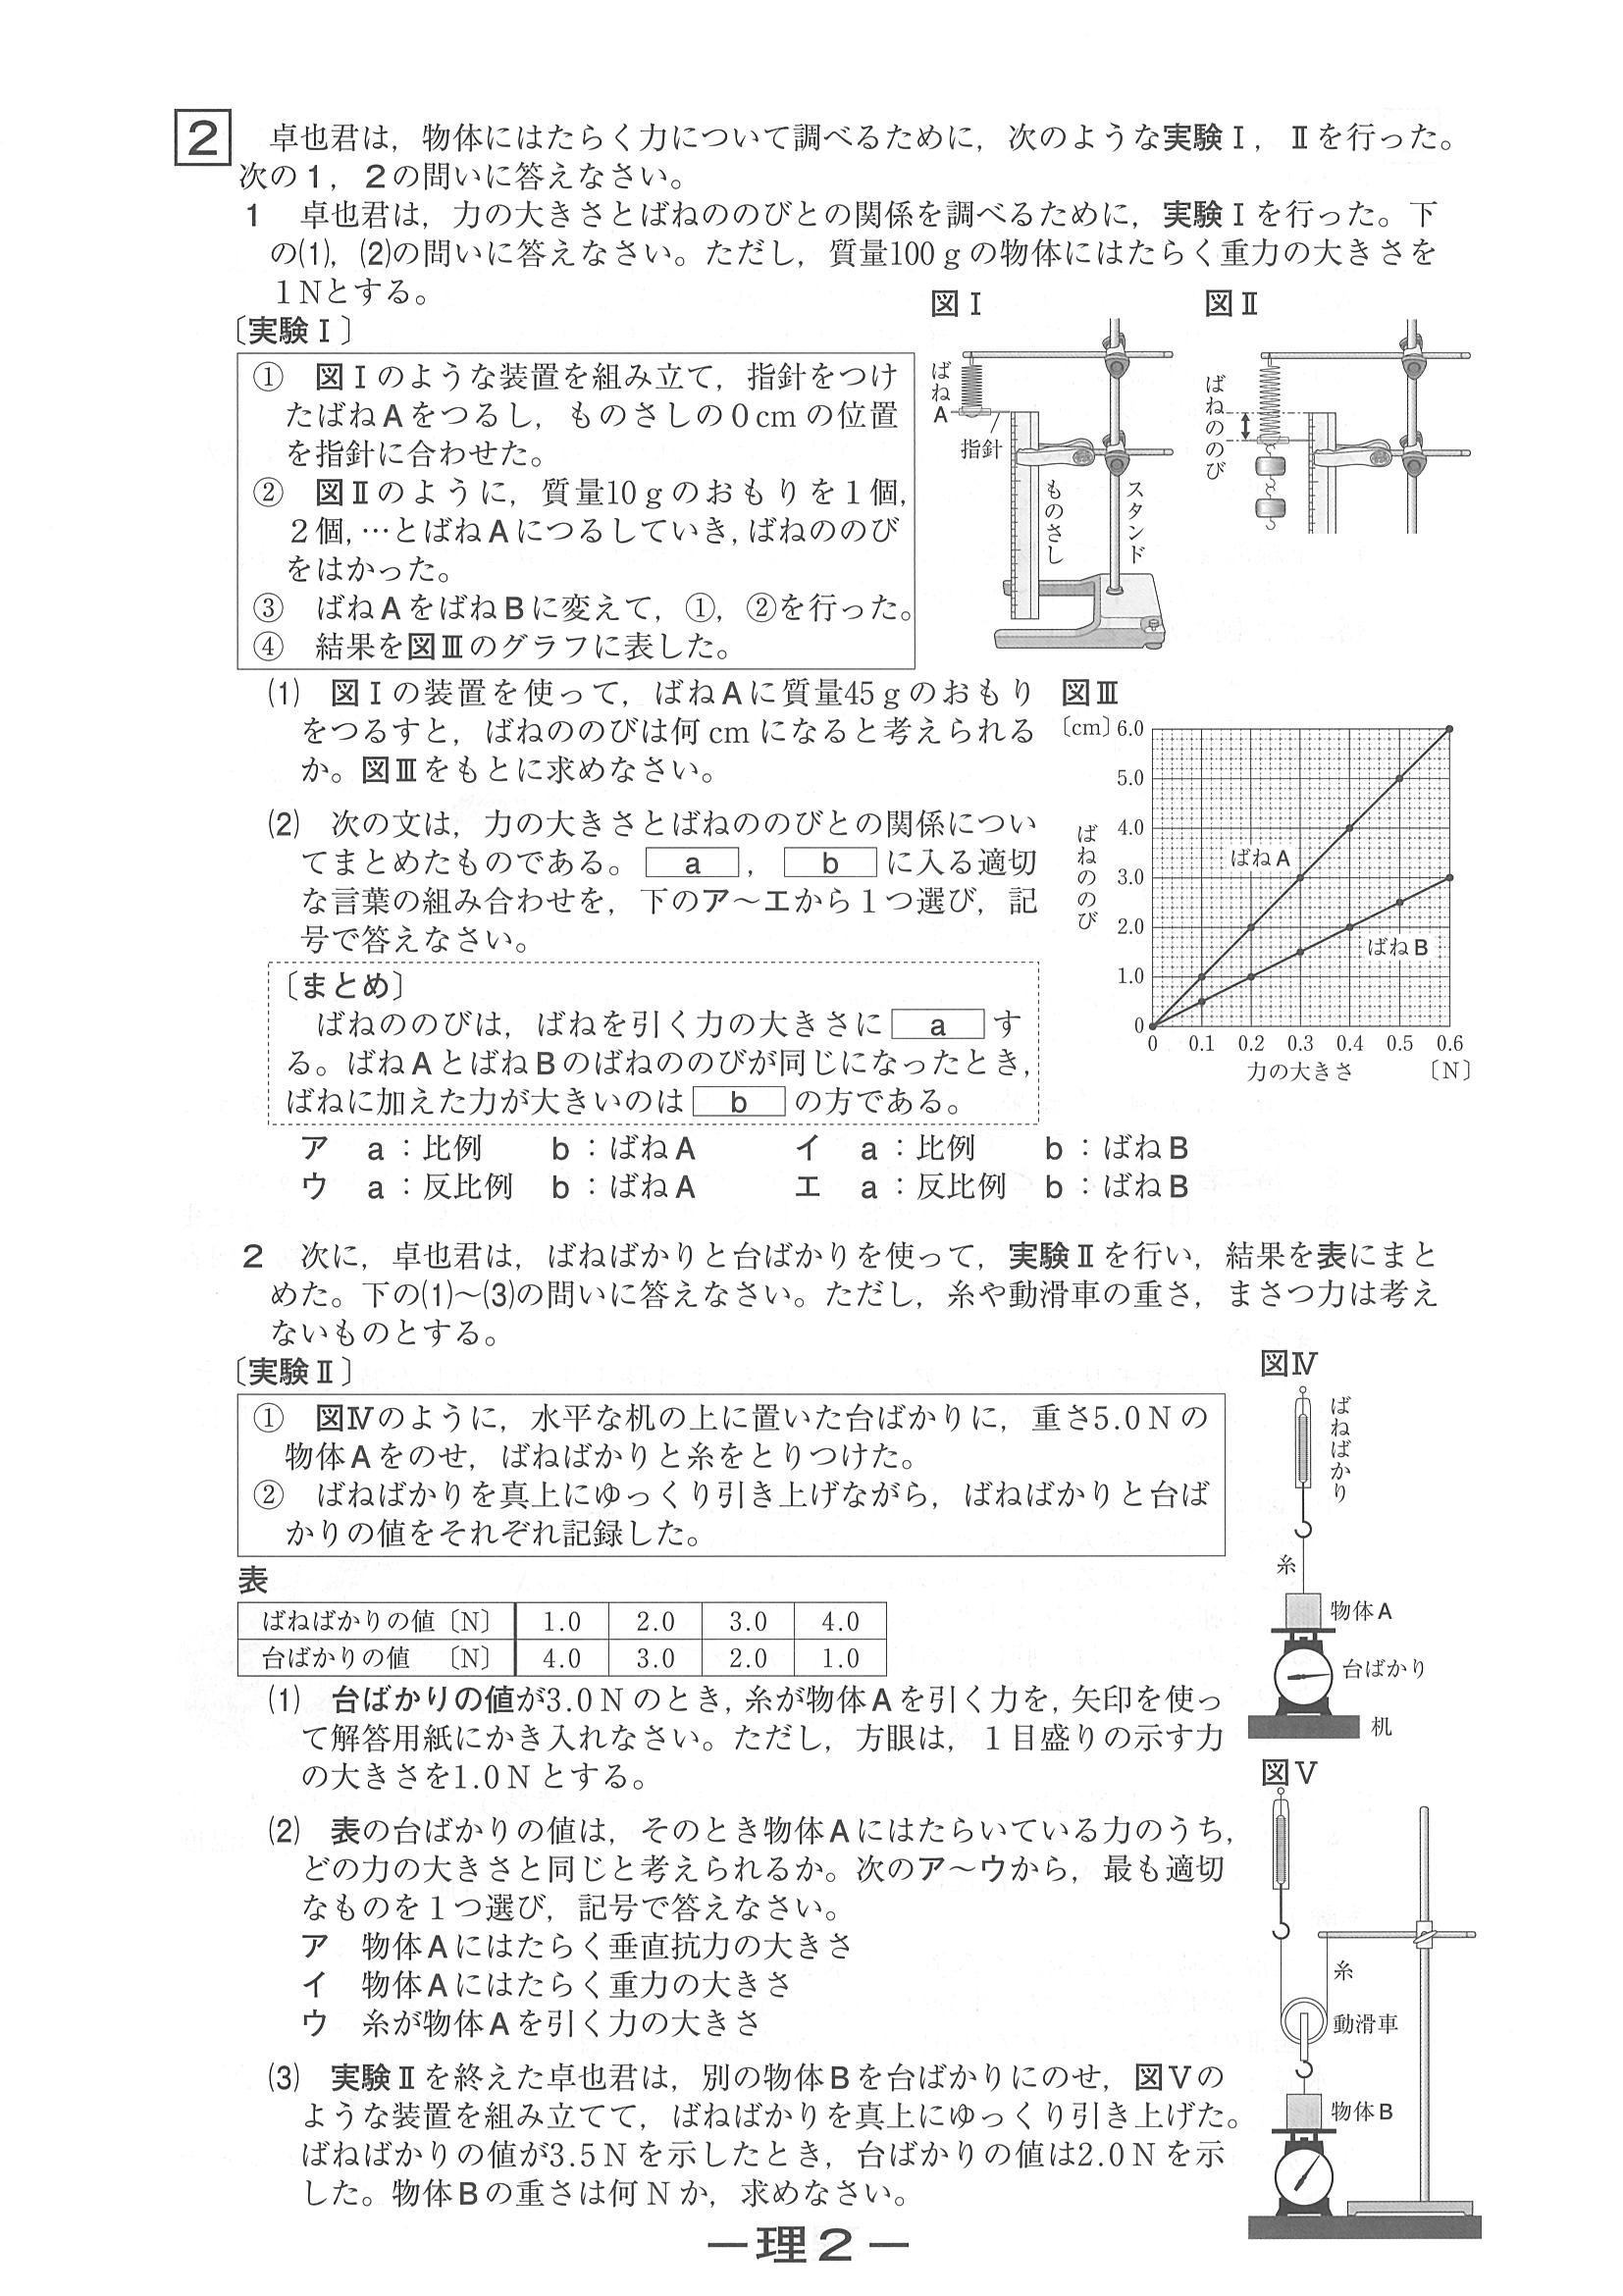 2 卓也君は，物体にはたらく力について調べるために，次のような実験Ⅰ，Ⅱを行った。
次の1，2の問いに答えなさい。
1 卓也君は，力の大きさとばねののびとの関係を調べるために，実験Ⅰを行った。下
の(1)，(2)の問いに答えなさい。ただし，質量100gの物体にはたらく重力の大きさを
1Nとする。
〔実験Ⅰ〕
① 図Ⅰのような装置を組み立て，指針をつけ
たばねAをつるし，ものさしの0cmの位置
を指針に合わせた。
② 図Ⅱのように，質量10gのおもりを1個，
2個，…とばねAにつるしていき，ばねののび
をはかった。
③ ばねAをばねBに変えて，①，②を行った。
④ 結果を図Ⅲのグラフに表した。
図Ⅰ
ばねA
指針
ものさし
スタンド
図Ⅱ
ばねののび
(1) 図Ⅰの装置を使って，ばねAに質量45gのおもり
をつるすと，ばねののびは何cmになると考えられる
か。図Ⅲをもとに求めなさい。
(2) 次の文は，力の大きさとばねののびとの関係につい
てまとめたものである。 a ， b に入る適切
な言葉の組み合わせを，下のア～エから1つ選び，記
号で答えなさい。
〔まとめ〕
ばねののびは，ばねを引く力の大きさに a す
る。ばねAとばねBのばねののびが同じになったとき，
ばねに加えた力が大きいのは b の方である。
図Ⅲ
〔cm〕 6.0
5.0
4.0
3.0
2.0
1.0
0
ばねののび
ばねA
ばねB
0 0.1 0.2 0.3 0.4 0.5 0.6
力の大きさ 〔N〕
ア a：比例 b：ばねA イ a：比例 b：ばねB
ウ a：反比例 b：ばねA エ a：反比例 b：ばねB
2 次に，卓也君は，ばねばかりと台ばかりを使って，実験Ⅱを行い，結果を表にまと
めた。下の(1)～(3)の問いに答えなさい。ただし，糸や動滑車の重さ，まさつ力は考え
ないものとする。
〔実験Ⅱ〕
① 図Ⅳのように，水平な机の上に置いた台ばかりに，重さ5.0Nの
物体Aをのせ，ばねばかりと糸をとりつけた。
② ばねばかりを真上にゆっくり引き上げながら，ばねばかりと台ば
かりの値をそれぞれ記録した。
表
ばねばかりの値〔N〕 1.0 2.0 3.0 4.0
台ばかりの値 〔N〕 4.0 3.0 2.0 1.0
図Ⅳ
ばねばかり
糸
物体A
台ばかり
机
(1) 台ばかりの値が3.0Nのとき，糸が物体Aを引く力を，矢印を使っ
て解答用紙にかき入れなさい。ただし，方眼は，1目盛りの示す力
の大きさを1.0Nとする。
(2) 表の台ばかりの値は，そのとき物体Aにはたらいている力のうち，
どの力の大きさと同じと考えられるか。次のア～ウから，最も適切
なものを1つ選び，記号で答えなさい。
ア 物体Aにはたらく垂直抗力の大きさ
イ 物体Aにはたらく重力の大きさ
ウ 糸が物体Aを引く力の大きさ
(3) 実験Ⅱを終えた卓也君は，別の物体Bを台ばかりにのせ，図Ⅴの
ような装置を組み立てて，ばねばかりを真上にゆっくり引き上げた。
ばねばかりの値が3.5Nを示したとき，台ばかりの値は2.0Nを示
した。物体Bの重さは何Nか，求めなさい。
図Ⅴ
糸
動滑車
物体B
－理2－